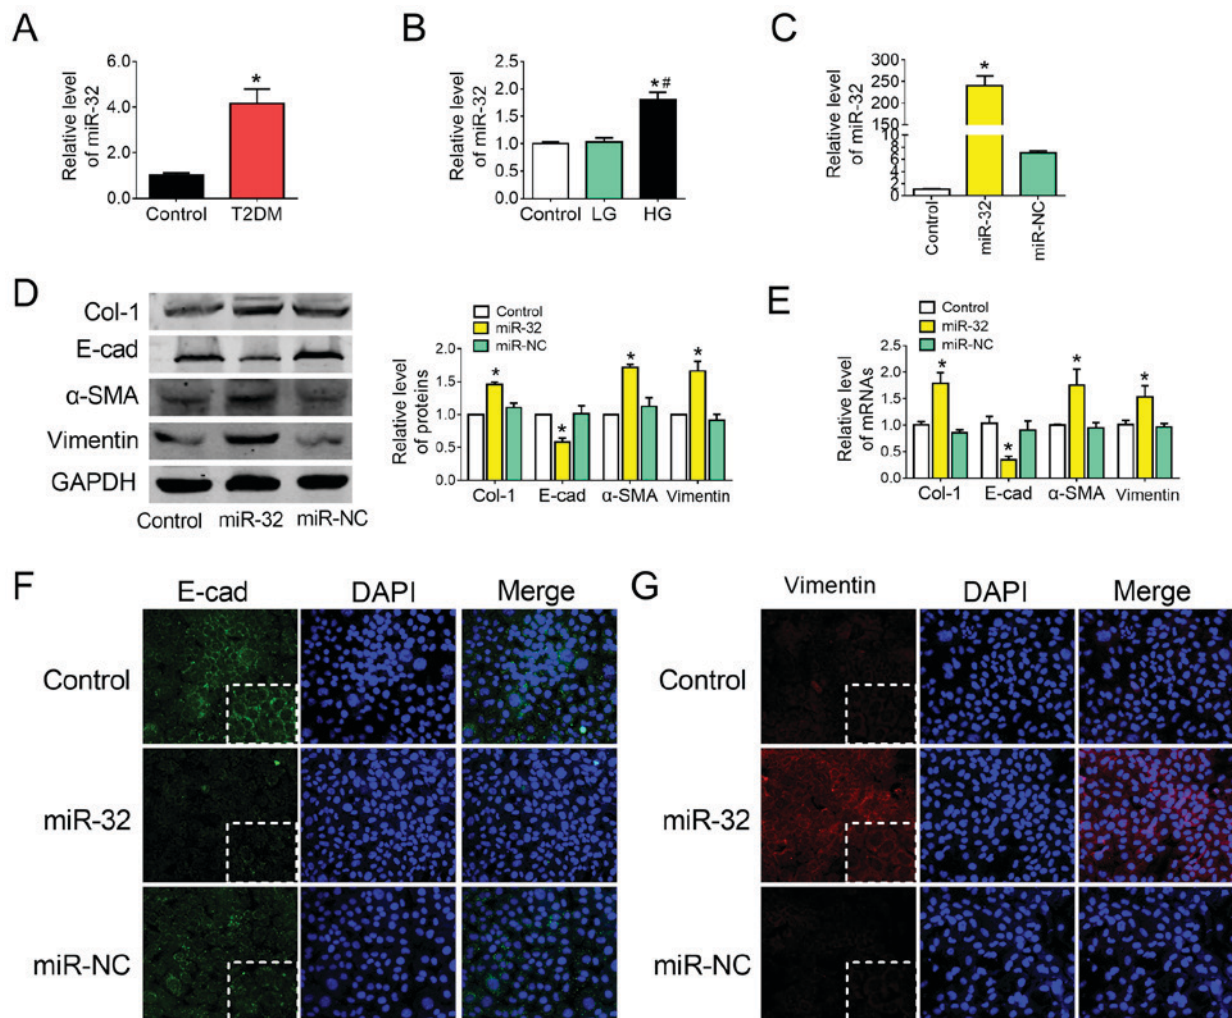 A
Relative level
of miR-32
6.0
4.0
2.0
0.0
*
Control T2DM
B
Relative level
of miR-32
2.5
2.0
1.5
1.0
0.5
0.0
*#
Control LG HG
C
Relative level
of miR-32
250
200
150
100
50
10
8
6
4
2
0
*
Control
miR-32
miR-NC
D
Col-1
E-cad
α-SMA
Vimentin
GAPDH
Control miR-32 miR-NC
Control
miR-32
miR-NC
Relative level
of proteins
2.0
1.5
1.0
0.5
0.0
* * * *
Col-1 E-cad α-SMA Vimentin
E
Control
miR-32
miR-NC
Relative level
of mRNAs
2.5
2.0
1.5
1.0
0.5
0.0
* * * *
Col-1 E-cad α-SMA Vimentin
F
E-cad DAPI Merge
Control
miR-32
miR-NC
G
Vimentin DAPI Merge
Control
miR-32
miR-NC